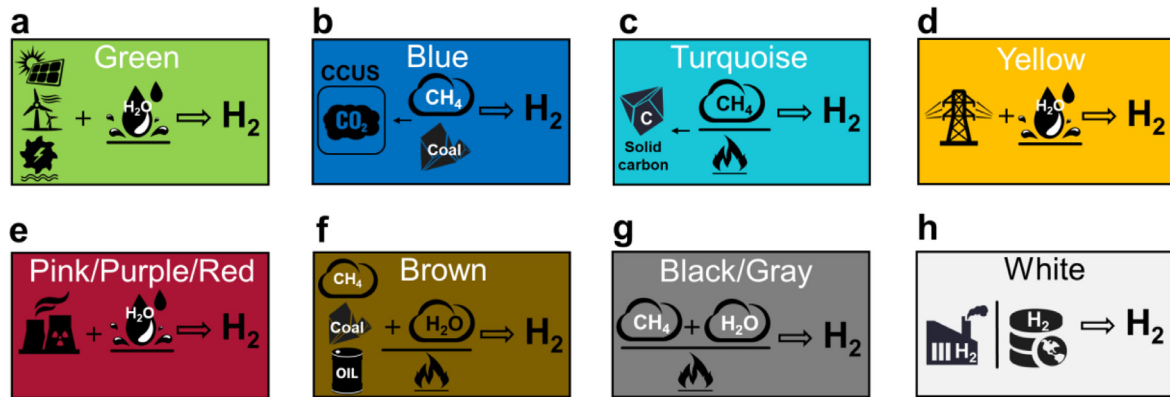 a
Green
H₂O
+
⇨ H₂
b
Blue
CCUS
CO₂
←
CH₄
Coal
⇨ H₂
c
Turquoise
C
Solid
carbon
←
CH₄
⇨ H₂
d
Yellow
+
H₂O
⇨ H₂
e
Pink/Purple/Red
+
H₂O
⇨ H₂
f
Brown
CH₄
Coal
OIL
+
H₂O
⇨ H₂
g
Black/Gray
CH₄ + H₂O
⇨ H₂
h
White
H₂
H₂
⇨ H₂